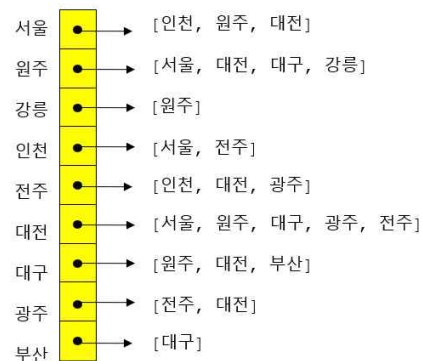 서울 [인천, 원주, 대전]
원주 [서울, 대전, 대구, 강릉]
강릉 [원주]
인천 [서울, 전주]
전주 [인천, 대전, 광주]
대전 [서울, 원주, 대구, 광주, 전주]
대구 [원주, 대전, 부산]
광주 [전주, 대전]
부산 [대구]